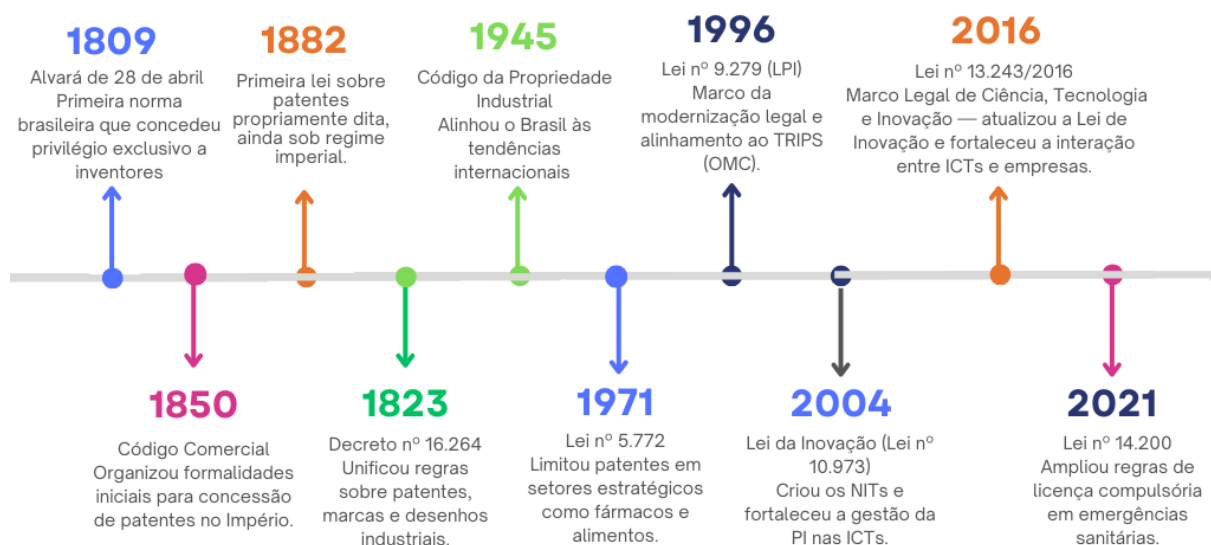 1809
Alvará de 28 de abril
Primeira norma
brasileira que concedeu
privilégio exclusivo a
inventores
1882
Primeira lei sobre
patentes
propriamente dita,
ainda sob regime
imperial.
1945
Código da Propriedade
Industrial
Alinhou o Brasil às
tendências
internacionais
1996
Lei nº 9.279 (LPI)
Marco da
modernização legal e
alinhamento ao TRIPS
(OMC).
2016
Lei nº 13.243/2016
Marco Legal de Ciência, Tecnologia
e Inovação — atualizou a Lei de
Inovação e fortaleceu a interação
entre ICTs e empresas.
1850
Código Comercial
Organizou formalidades
iniciais para concessão
de patentes no Império.
1823
Decreto nº 16.264
Unificou regras
sobre patentes,
marcas e desenhos
industriais.
1971
Lei nº 5.772
Limitou patentes em
setores estratégicos
como fármacos e
alimentos.
2004
Lei da Inovação (Lei nº
10.973)
Criou os NITs e
fortaleceu a gestão da
PI nas ICTs.
2021
Lei nº 14.200
Ampliou regras de
licença compulsória
em emergências
sanitárias.